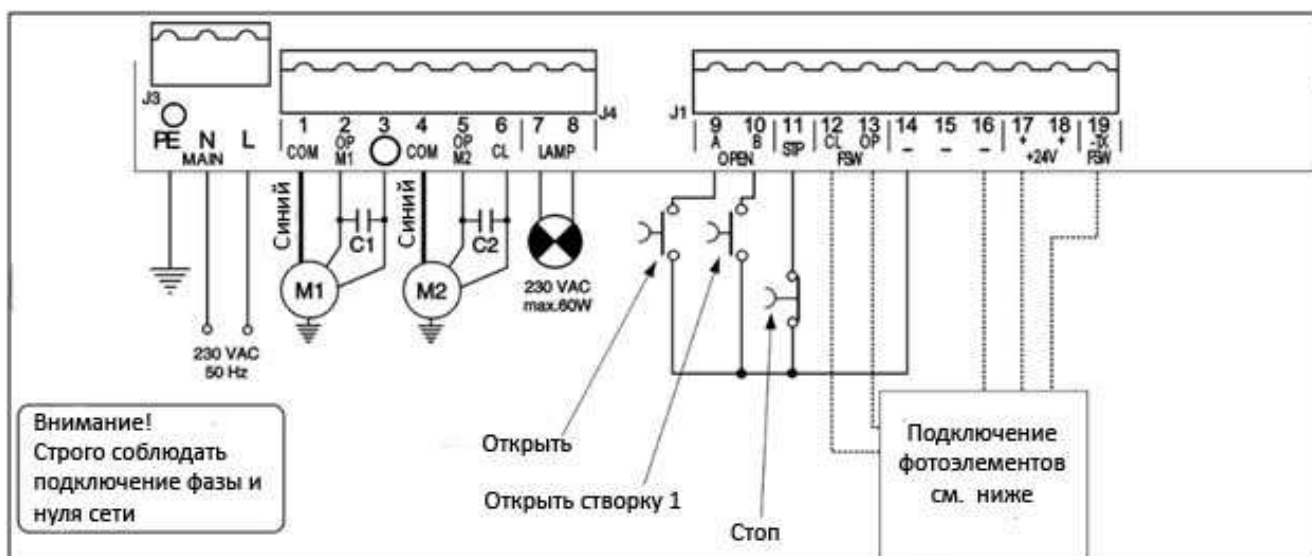 J3
PE N L
MAIN
230 VAC
50 Hz
1 2 3 4 5 6 7 8
J4
COM OP M1 COM OP M2 CL LAMP
Синий
Синий
C1
C2
M1
M2
230 VAC
max.60W
J1
9 10 11 12 13 14 15 16 17 18 19
A B STP CL OP - - - + + -TX
OPEN FSW +24V FSW
Внимание!
Строго соблюдать
подключение фазы и
нуля сети
Открыть
Открыть створку 1
Стоп
Подключение
фотоэлементов
см. ниже